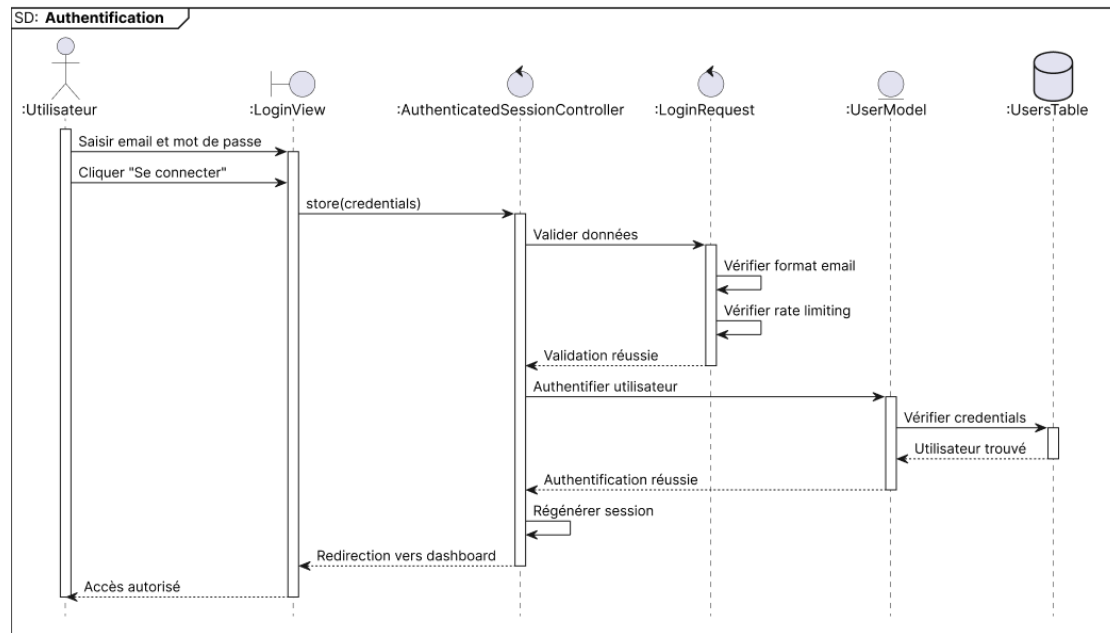 SD: Authentification
:Utilisateur
:LoginView
:AuthenticatedSessionController
:LoginRequest
:UserModel
:UsersTable
Saisir email et mot de passe
Cliquer "Se connecter"
store(credentials)
Valider données
Vérifier format email
Vérifier rate limiting
Validation réussie
Authentifier utilisateur
Vérifier credentials
Utilisateur trouvé
Authentification réussie
Régénérer session
Redirection vers dashboard
Accès autorisé